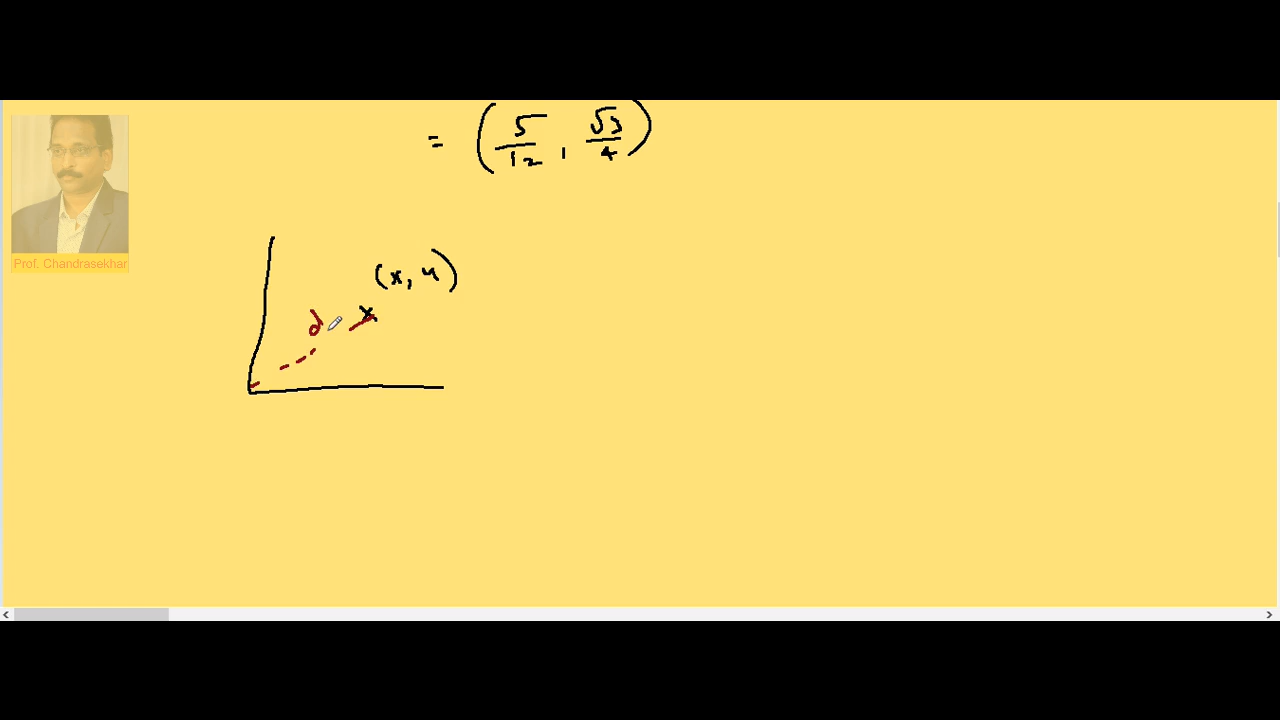 = (5/12, √3/4)
Prof. Chandrasekhar
(x, y)
d x